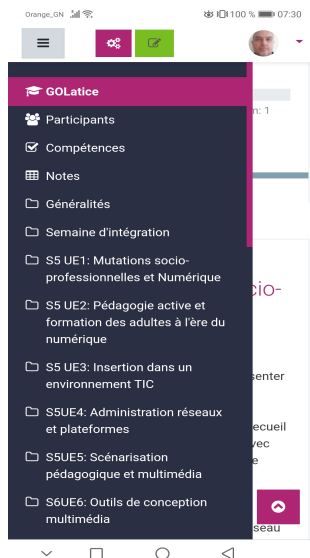 Orange_GN 100 % 07:30
GOLatice
Participants
n: 1
Compétences
Notes
Généralités
Semaine d'intégration
S5 UE1: Mutations socio-
professionnelles et Numérique
cio-
S5 UE2: Pédagogie active et
formation des adultes à l'ère du
numérique
S5 UE3: Insertion dans un
environnement TIC
senter
S5UE4: Administration réseaux
et plateformes
ecueil
vec
S5UE5: Scénarisation
pédagogique et multimédia
e
S6UE6: Outils de conception
multimédia
seau